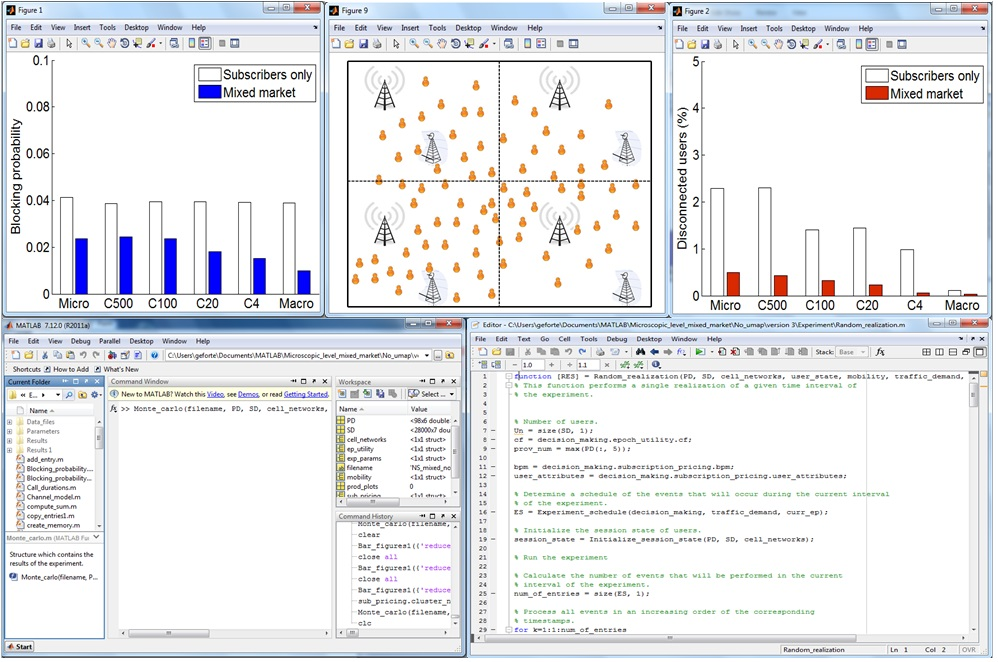 Figure 1
File Edit View Insert Tools Desktop Window Help
0.1
0.08
0.06
0.04
0.02
0
Blocking probability
Subscribers only
Mixed market
Micro C500 C100 C20 C4 Macro
Figure 9
File Edit View Insert Tools Desktop Window Help
Figure 2
File Edit View Insert Tools Desktop Window Help
5
4
3
2
1
0
Disconnected users (%)
Subscribers only
Mixed market
Micro C500 C100 C20 C4 Macro
MATLAB 7.12.0 (R2011a)
File Edit View Debug Parallel Desktop Window Help
C:\Users\geforte\Documents\MATLAB\Microscopic_level_mixed_market\No_umap\ve
Shortcuts How to Add What's New
Current Folder
« E...
Name
Data_files
Parameters
Results
Results 1
add_entry.m
Blocking_probability....
Blocking_probability...
Call_durations.m
Channel_model.m
compute_sum.m
copy_entries1.m
create_memory.m
Monte_carlo.m (MATLAB Fu
Structure which contains the
results of the experiment.
Monte_carlo(filename, P...
Start
Command Window
New to MATLAB? Watch this Video, see Demos, or read Getting Started.
fx >> Monte_carlo(filename, PD, SD, cell_networks,
Workspace
Select ...
Name Value
PD <98x6 double
SD <28000x7 dou
cell_networks <1x1 struct>
ep_utility <1x1 struct>
exp_params <1x1 struct>
filename 'NS_mixed_no
mobility <1x1 struct>
prod_plots 0
sub_pricing <1x1 struct>
Command History
Monte_carlo(filename,
clear
Bar_figures1({'reduce
close all
Bar_figures1({'reduce
close all
Bar_figures1({'reduce
sub_pricing.cluster_n
Monte_carlo(filename,
clc
Editor - C:\Users\geforte\Documents\MATLAB\Microscopic_level_mixed_market\No_umap\version 3\Experiment\Random_realization.m
File Edit Text Go Cell Tools Debug Desktop Window Help
Stack: Base fx
1.0 1.1
1 function [RES] = Random_realization(PD, SD, cell_networks, user_state, mobility, traffic_demand,
2 % This function performs a single realization of a given time interval of
3 % the experiment.
4
5
6 % Number of users.
7 Un = size(SD, 1);
8 cf = decision_making.epoch_utility.cf;
9 prov_num = max(PD(:, 5));
10
11 bpm = decision_making.subscription_pricing.bpm;
12 user_attributes = decision_making.subscription_pricing.user_attributes;
13
14 % Determine a schedule of the events that will occur during the current interval
15 % of the experiment.
16 ES = Experiment_schedule(decision_making, traffic_demand, curr_ep);
17
18 % Initialize the session state of users.
19 session_state = Initialize_session_state(PD, SD, cell_networks);
20
21 % Run the experiment
22
23 % Calculate the number of events that will be performed in the current
24 % interval of the experiment.
25 num_of_entries = size(ES, 1);
26
27 % Process all events in an increasing order of the corresponding
28 % timestamps.
29 for k=1:1:num_of_entries
Random_realization Ln 1 Col 2 OVR